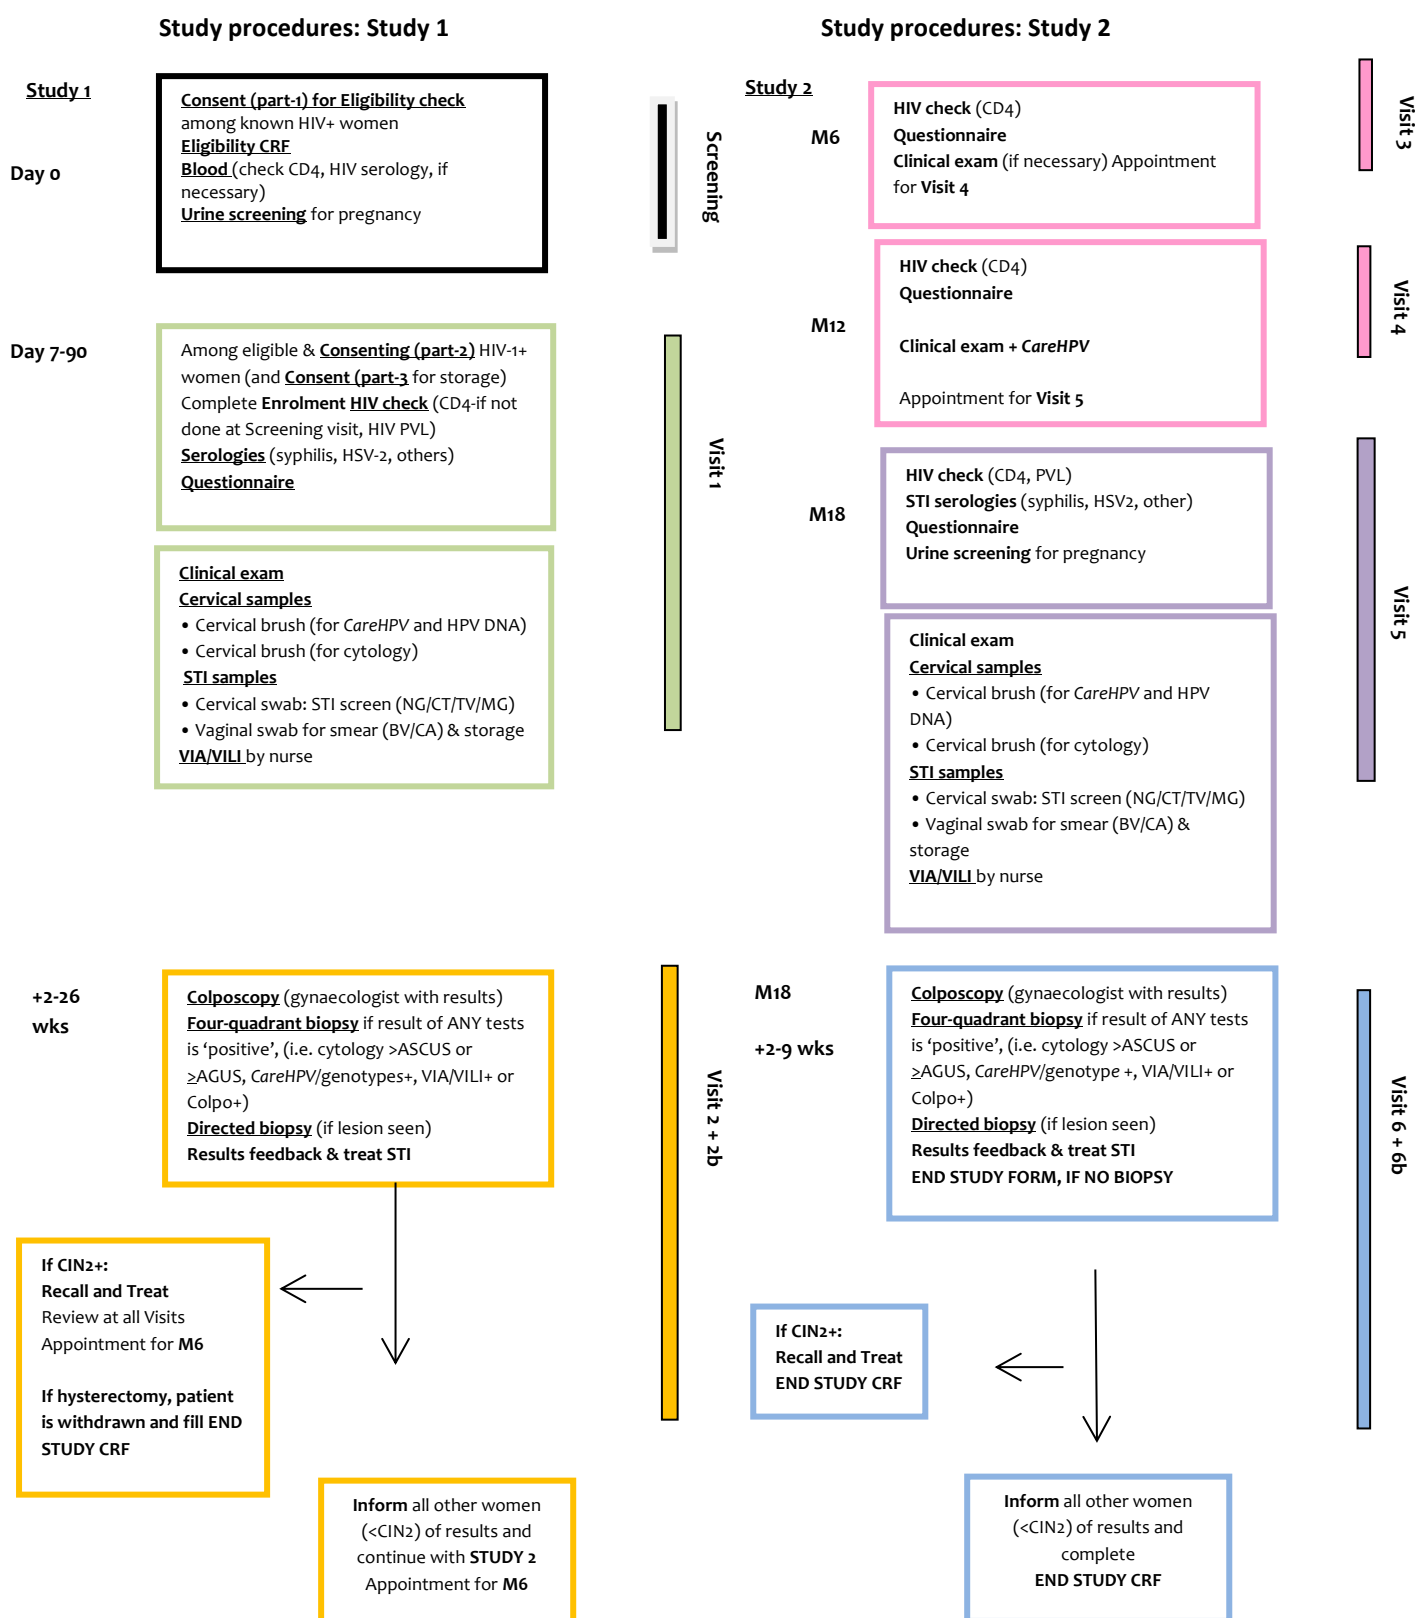 Study procedures: Study 1
Study 1
Day 0
Consent (part-1) for Eligibility check
among known HIV+ women
Eligibility CRF
Blood (check CD4, HIV serology, if
necessary)
Urine screening for pregnancy
Screening
Day 7-90
Among eligible & Consenting (part-2) HIV-1+
women (and Consent (part-3 for storage)
Complete Enrolment HIV check (CD4-if not
done at Screening visit, HIV PVL)
Serologies (syphilis, HSV-2, others)
Questionnaire
Clinical exam
Cervical samples
• Cervical brush (for CareHPV and HPV DNA)
• Cervical brush (for cytology)
STI samples
• Cervical swab: STI screen (NG/CT/TV/MG)
• Vaginal swab for smear (BV/CA) & storage
VIA/VILI by nurse
Visit 1
+2-26
wks
Colposcopy (gynaecologist with results)
Four-quadrant biopsy if result of ANY tests
is ‘positive’, (i.e. cytology >ASCUS or
≥AGUS, CareHPV/genotypes+, VIA/VILI+ or
Colpo+)
Directed biopsy (if lesion seen)
Results feedback & treat STI
Visit 2 + 2b
If CIN2+:
Recall and Treat
Review at all Visits
Appointment for M6
If hysterectomy, patient
is withdrawn and fill END
STUDY CRF
Inform all other women
(<CIN2) of results and
continue with STUDY 2
Appointment for M6
Study procedures: Study 2
Study 2
M6
HIV check (CD4)
Questionnaire
Clinical exam (if necessary) Appointment
for Visit 4
Visit 3
M12
HIV check (CD4)
Questionnaire
Clinical exam + CareHPV
Appointment for Visit 5
Visit 4
M18
HIV check (CD4, PVL)
STI serologies (syphilis, HSV2, other)
Questionnaire
Urine screening for pregnancy
Clinical exam
Cervical samples
• Cervical brush (for CareHPV and HPV
DNA)
• Cervical brush (for cytology)
STI samples
• Cervical swab: STI screen (NG/CT/TV/MG)
• Vaginal swab for smear (BV/CA) &
storage
VIA/VILI by nurse
Visit 5
M18
+2-9 wks
Colposcopy (gynaecologist with results)
Four-quadrant biopsy if result of ANY tests
is ‘positive’, (i.e. cytology >ASCUS or
≥AGUS, CareHPV/genotype +, VIA/VILI+ or
Colpo+)
Directed biopsy (if lesion seen)
Results feedback & treat STI
END STUDY FORM, IF NO BIOPSY
Visit 6 + 6b
If CIN2+:
Recall and Treat
END STUDY CRF
Inform all other women
(<CIN2) of results and
complete
END STUDY CRF